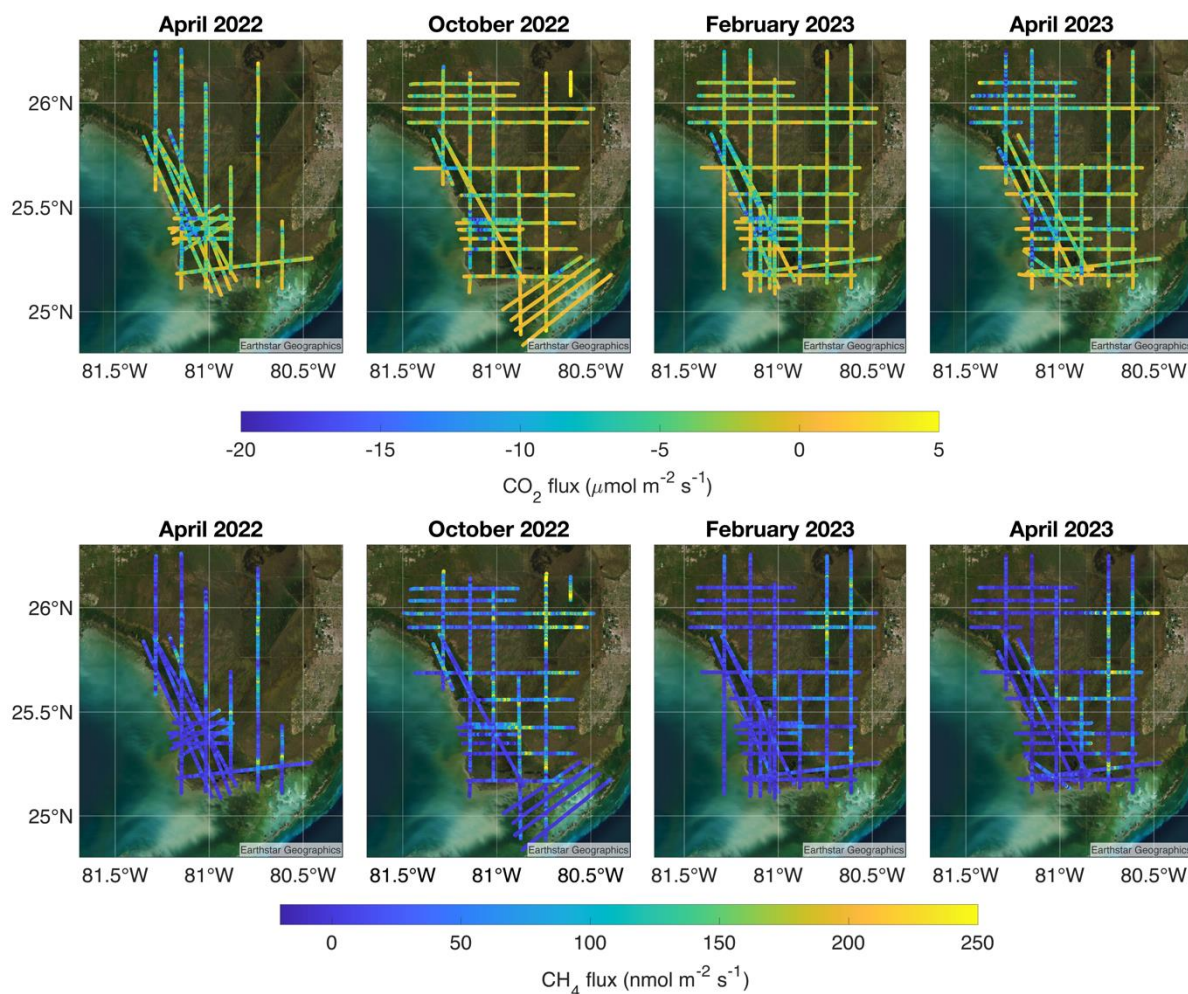 April 2022 October 2022 February 2023 April 2023
26°N
25.5°N
25°N
Earthstar Geographics Earthstar Geographics Earthstar Geographics Earthstar Geographics
81.5°W 81°W 80.5°W 81.5°W 81°W 80.5°W 81.5°W 81°W 80.5°W 81.5°W 81°W 80.5°W
-20 -15 -10 -5 0 5
CO₂ flux (μmol m⁻² s⁻¹)
April 2022 October 2022 February 2023 April 2023
26°N
25.5°N
25°N
Earthstar Geographics Earthstar Geographics Earthstar Geographics Earthstar Geographics
81.5°W 81°W 80.5°W 81.5°W 81°W 80.5°W 81.5°W 81°W 80.5°W 81.5°W 81°W 80.5°W
0 50 100 150 200 250
CH₄ flux (nmol m⁻² s⁻¹)